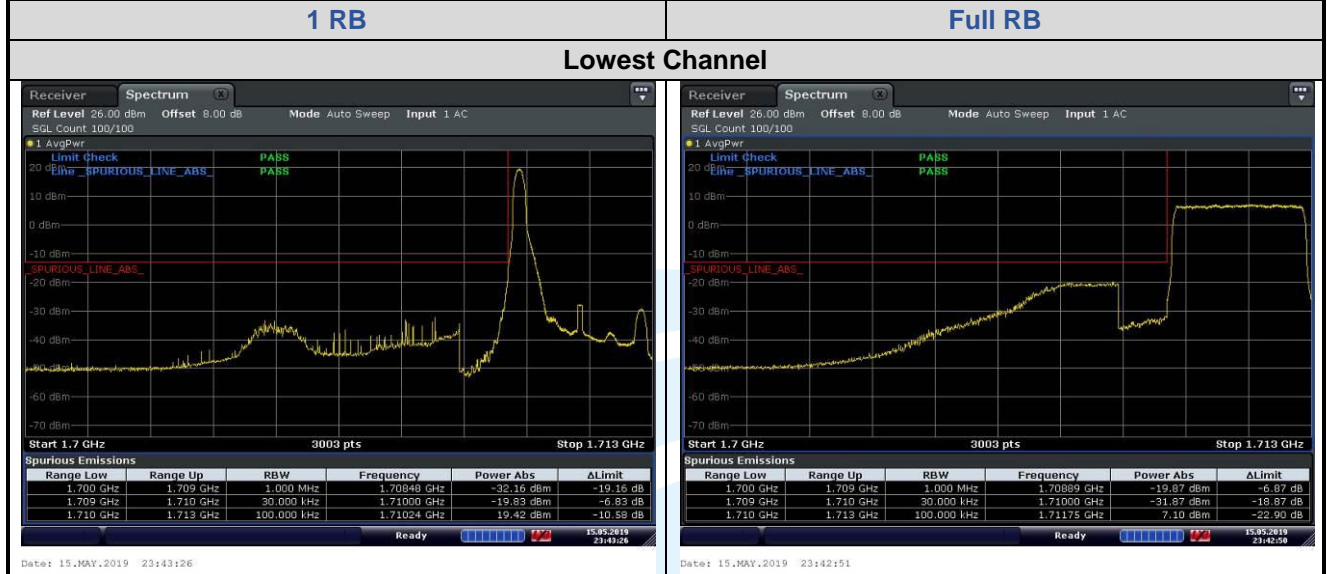 1 RB
Full RB
Lowest Channel
Receiver Spectrum
Ref Level 26.00 dBm Offset 8.00 dB Mode Auto Sweep Input 1 AC
SGL Count 100/100
1 AvgPwr
Limit Check PASS
20 dBm
Line _SPURIOUS_LINE_ABS_ PASS
10 dBm
0 dBm
-10 dBm
_SPURIOUS_LINE_ABS_
-20 dBm
-30 dBm
-40 dBm
-50 dBm
-60 dBm
-70 dBm
Start 1.7 GHz 3003 pts Stop 1.713 GHz
Spurious Emissions
Range Low Range Up RBW Frequency Power Abs ΔLimit
1.700 GHz 1.709 GHz 1.000 MHz 1.70848 GHz -32.16 dBm -19.16 dB
1.709 GHz 1.710 GHz 30.000 kHz 1.71000 GHz -19.83 dBm -6.83 dB
1.710 GHz 1.713 GHz 100.000 kHz 1.71024 GHz 19.42 dBm -10.58 dB
Ready 15.05.2019
23:43:26
Date: 15.MAY.2019 23:43:26
Receiver Spectrum
Ref Level 26.00 dBm Offset 8.00 dB Mode Auto Sweep Input 1 AC
SGL Count 100/100
1 AvgPwr
Limit Check PASS
20 dBm
Line _SPURIOUS_LINE_ABS_ PASS
10 dBm
0 dBm
-10 dBm
_SPURIOUS_LINE_ABS_
-20 dBm
-30 dBm
-40 dBm
-50 dBm
-60 dBm
-70 dBm
Start 1.7 GHz 3003 pts Stop 1.713 GHz
Spurious Emissions
Range Low Range Up RBW Frequency Power Abs ΔLimit
1.700 GHz 1.709 GHz 1.000 MHz 1.70889 GHz -19.87 dBm -6.87 dB
1.709 GHz 1.710 GHz 30.000 kHz 1.71000 GHz -31.87 dBm -18.87 dB
1.710 GHz 1.713 GHz 100.000 kHz 1.71175 GHz 7.10 dBm -22.90 dB
Ready 15.05.2019
23:42:50
Date: 15.MAY.2019 23:42:51